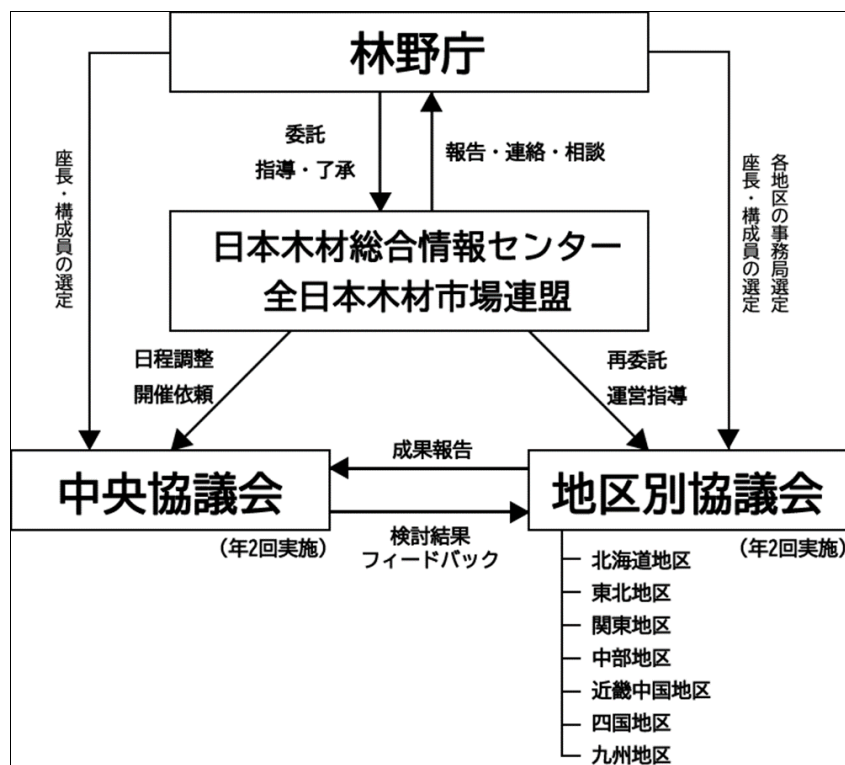 林野庁
委託
指導・了承
報告・連絡・相談
座長・構成員の選定
各地区の事務局選定
座長・構成員の選定
日本木材総合情報センター
全日本木材市場連盟
日程調整
開催依頼
再委託
運営指導
中央協議会
(年2回実施)
成果報告
検討結果
フィードバック
地区別協議会
(年2回実施)
北海道地区
東北地区
関東地区
中部地区
近畿中国地区
四国地区
九州地区